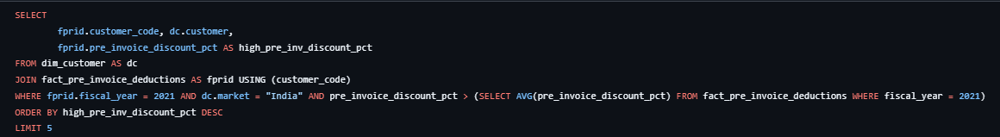 SELECT
fprid.customer_code, dc.customer,
fprid.pre_invoice_discount_pct AS high_pre_inv_discount_pct
FROM dim_customer AS dc
JOIN fact_pre_invoice_deductions AS fprid USING (customer_code)
WHERE fprid.fiscal_year = 2021 AND dc.market = "India" AND pre_invoice_discount_pct > (SELECT AVG(pre_invoice_discount_pct) FROM fact_pre_invoice_deductions WHERE fiscal_year = 2021)
ORDER BY high_pre_inv_discount_pct DESC
LIMIT 5